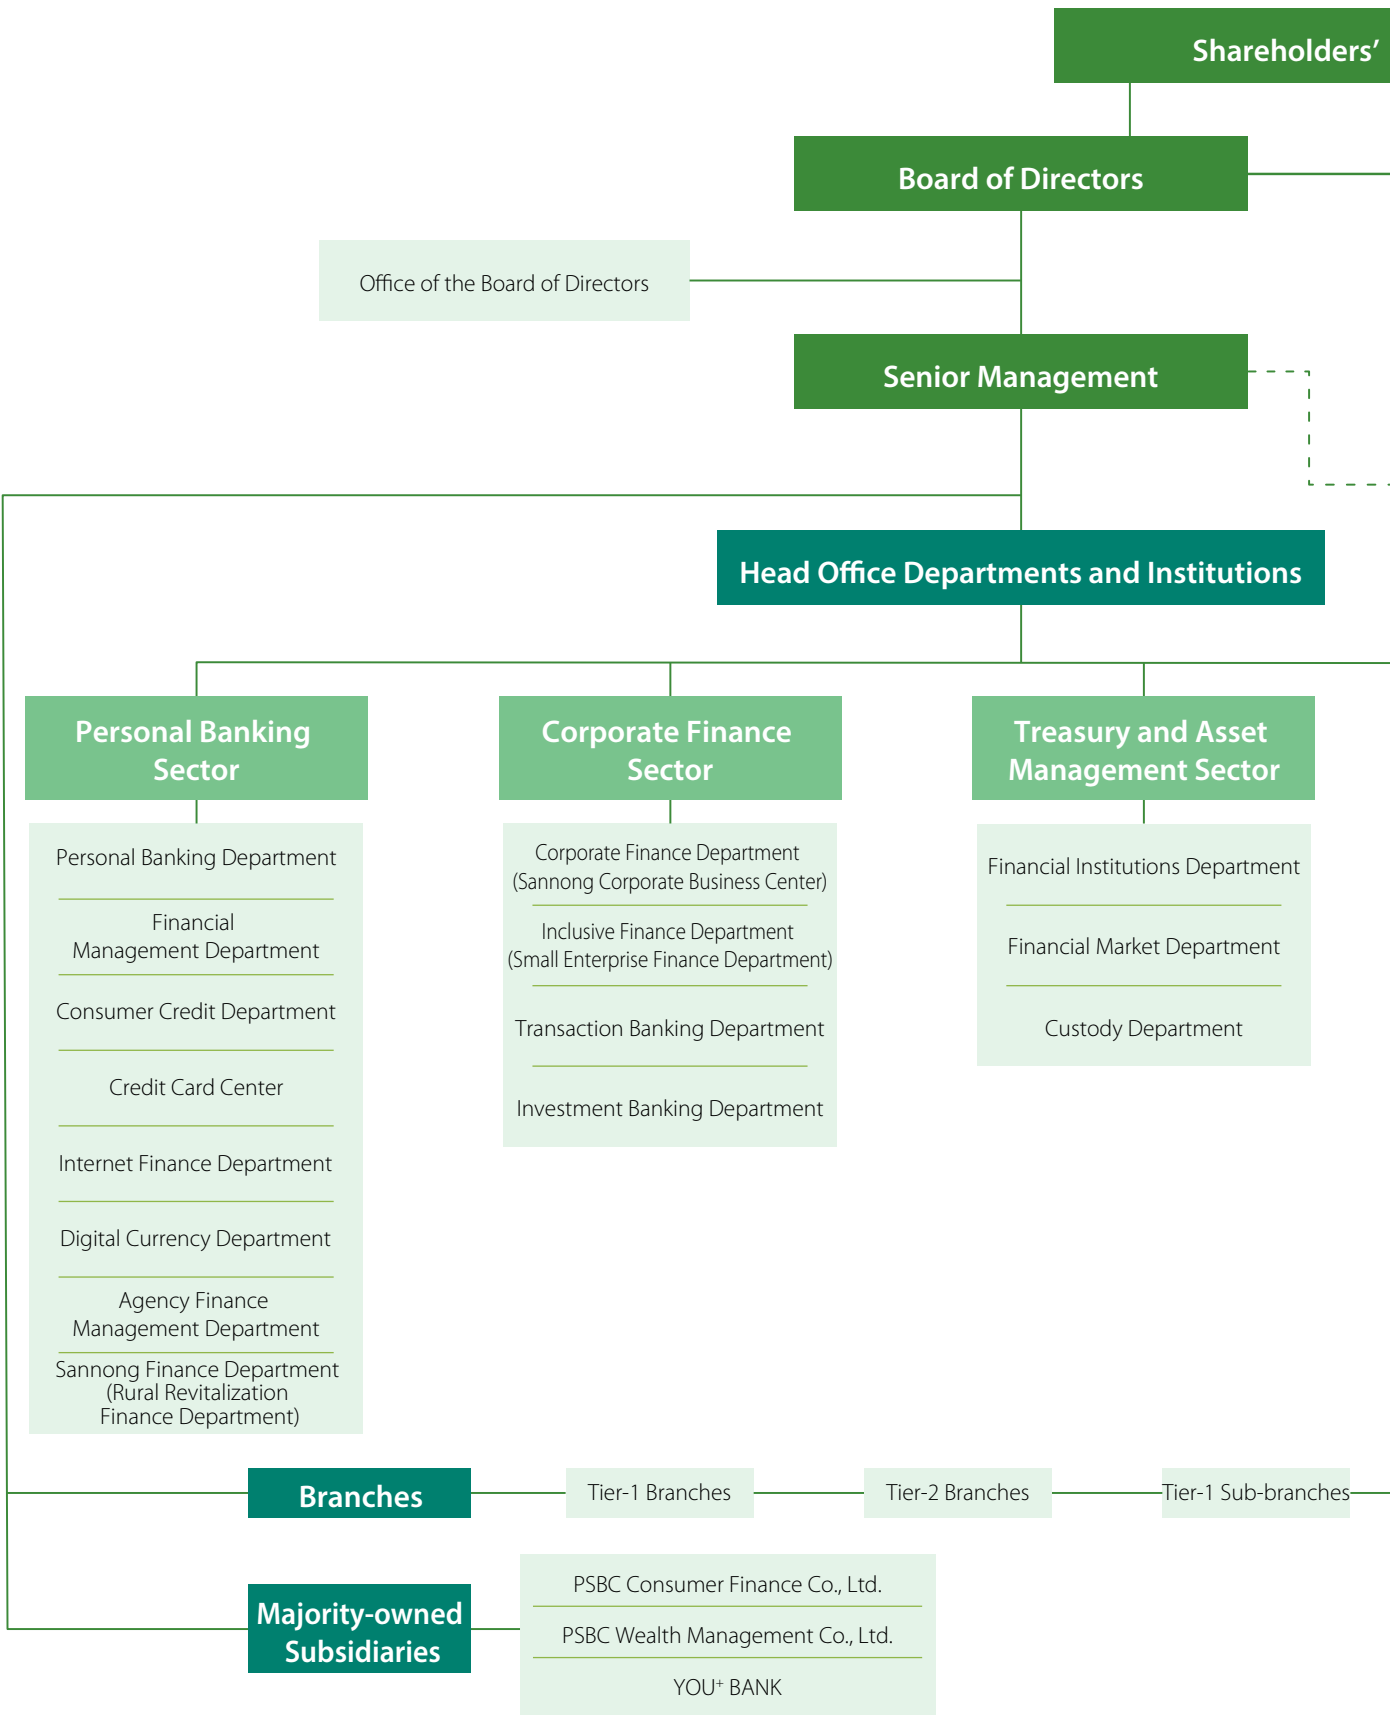 Shareholders’
Board of Directors
Office of the Board of Directors
Senior Management
Head Office Departments and Institutions
Personal Banking
Sector
Personal Banking Department
Financial
Management Department
Consumer Credit Department
Credit Card Center
Internet Finance Department
Digital Currency Department
Agency Finance
Management Department
Sannong Finance Department
(Rural Revitalization
Finance Department)
Corporate Finance
Sector
Corporate Finance Department
(Sannong Corporate Business Center)
Inclusive Finance Department
(Small Enterprise Finance Department)
Transaction Banking Department
Investment Banking Department
Treasury and Asset
Management Sector
Financial Institutions Department
Financial Market Department
Custody Department
Branches
Tier-1 Branches
Tier-2 Branches
Tier-1 Sub-branches
Majority-owned
Subsidiaries
PSBC Consumer Finance Co., Ltd.
PSBC Wealth Management Co., Ltd.
YOU⁺ BANK